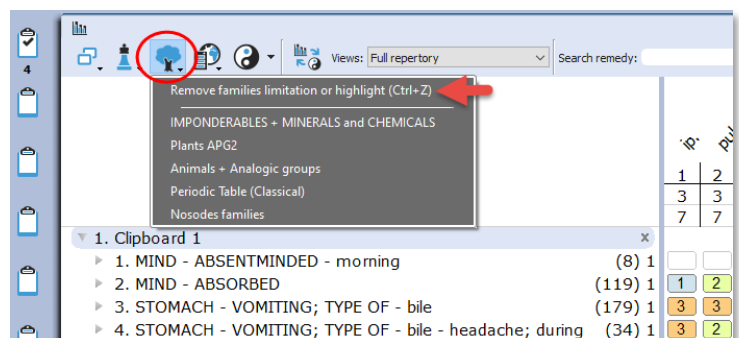 4
Views: Full repertory
Search remedy:
Remove families limitation or highlight (Ctrl+Z)
IMPONDERABLES + MINERALS and CHEMICALS
Plants APG2
Animals + Analogic groups
Periodic Table (Classical)
Nosodes families
ip.
1 2
3 3
7 7
1. Clipboard 1 x
1. MIND - ABSENTMINDED - morning (8) 1
2. MIND - ABSORBED (119) 1 1 2
3. STOMACH - VOMITING; TYPE OF - bile (179) 1 3 3
4. STOMACH - VOMITING; TYPE OF - bile - headache; during (34) 1 3 2